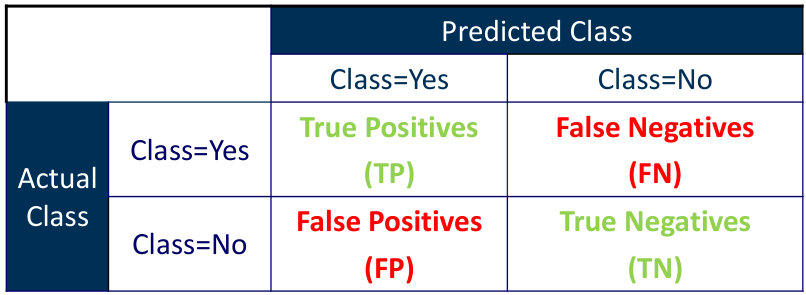 Predicted Class
Class=Yes
Class=No
Actual
Class
Class=Yes
True Positives
(TP)
False Negatives
(FN)
Class=No
False Positives
(FP)
True Negatives
(TN)